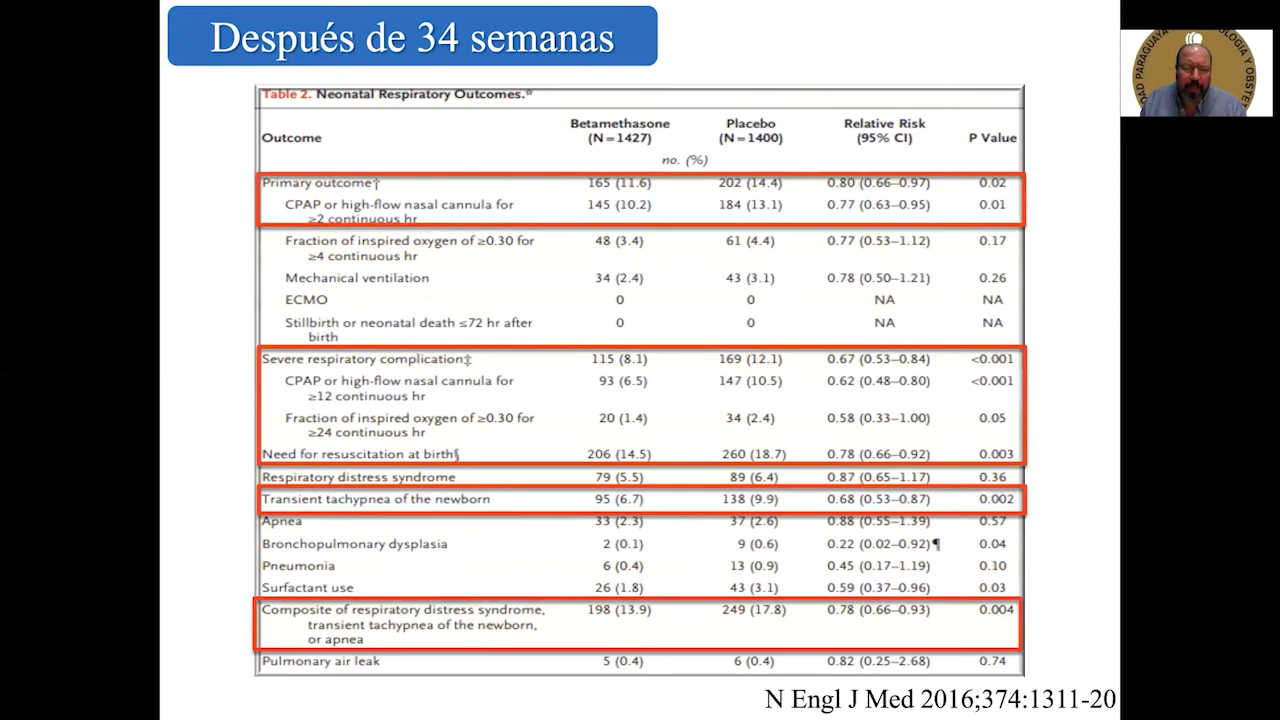 Después de 34 semanas
Table 2. Neonatal Respiratory Outcomes.*
Outcome Betamethasone (N=1427) Placebo (N=1400) Relative Risk (95% CI) P Value
no. (%)
Primary outcome† 165 (11.6) 202 (14.4) 0.80 (0.66–0.97) 0.02
CPAP or high-flow nasal cannula for 145 (10.2) 184 (13.1) 0.77 (0.63–0.95) 0.01
≥2 continuous hr
Fraction of inspired oxygen of ≥0.30 for 48 (3.4) 61 (4.4) 0.77 (0.53–1.12) 0.17
≥4 continuous hr
Mechanical ventilation 34 (2.4) 43 (3.1) 0.78 (0.50–1.21) 0.26
ECMO 0 0 NA NA
Stillbirth or neonatal death ≤72 hr after 0 0 NA NA
birth
Severe respiratory complication‡ 115 (8.1) 169 (12.1) 0.67 (0.53–0.84) <0.001
CPAP or high-flow nasal cannula for 93 (6.5) 147 (10.5) 0.62 (0.48–0.80) <0.001
≥12 continuous hr
Fraction of inspired oxygen of ≥0.30 for 20 (1.4) 34 (2.4) 0.58 (0.33–1.00) 0.05
≥24 continuous hr
Need for resuscitation at birth§ 206 (14.5) 260 (18.7) 0.78 (0.66–0.92) 0.003
Respiratory distress syndrome 79 (5.5) 89 (6.4) 0.87 (0.65–1.17) 0.36
Transient tachypnea of the newborn 95 (6.7) 138 (9.9) 0.68 (0.53–0.87) 0.002
Apnea 33 (2.3) 37 (2.6) 0.88 (0.55–1.39) 0.57
Bronchopulmonary dysplasia 2 (0.1) 9 (0.6) 0.22 (0.02–0.92)¶ 0.04
Pneumonia 6 (0.4) 13 (0.9) 0.45 (0.17–1.19) 0.10
Surfactant use 26 (1.8) 43 (3.1) 0.59 (0.37–0.96) 0.03
Composite of respiratory distress syndrome, 198 (13.9) 249 (17.8) 0.78 (0.66–0.93) 0.004
transient tachypnea of the newborn,
or apnea
Pulmonary air leak 5 (0.4) 6 (0.4) 0.82 (0.25–2.68) 0.74
N Engl J Med 2016;374:1311-20